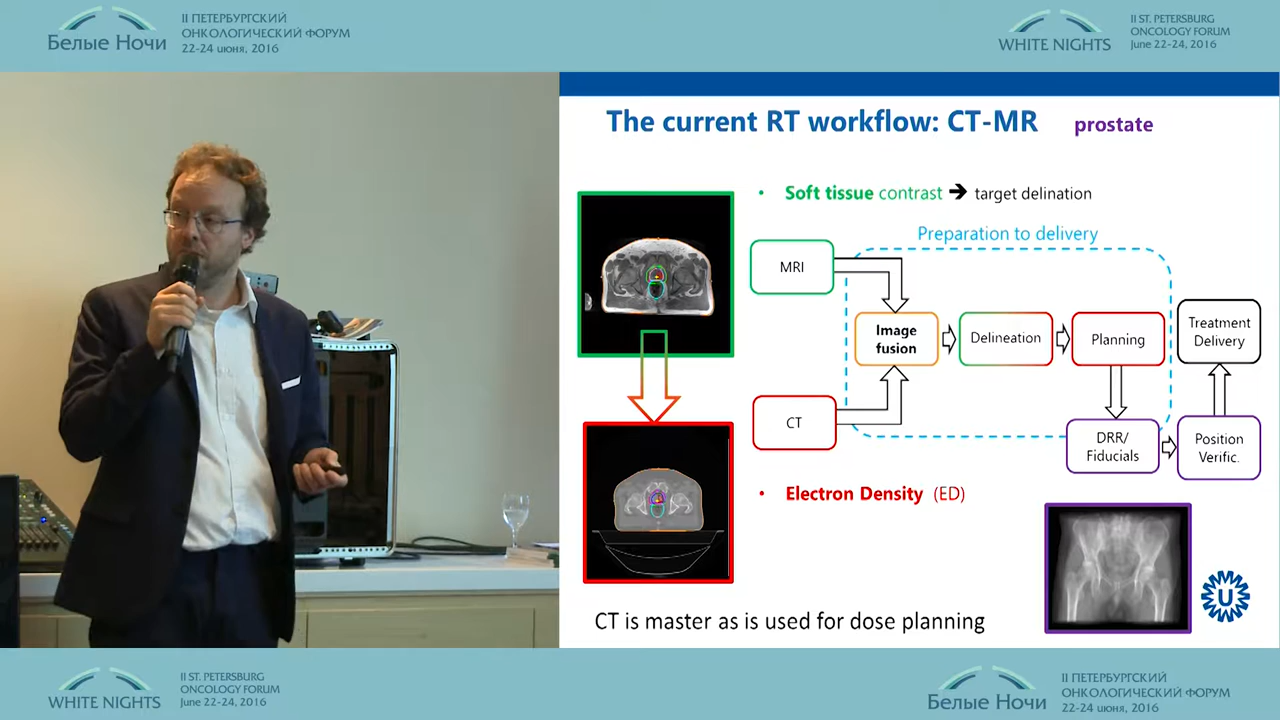 II ПЕТЕРБУРГСКИЙ
ОНКОЛОГИЧЕСКИЙ ФОРУМ
22-24 июня, 2016
Белые Ночи
II ST. PETERSBURG
ONCOLOGY FORUM
June 22-24, 2016
WHITE NIGHTS
The current RT workflow: CT-MR prostate
• Soft tissue contrast ➔ target delination
Preparation to delivery
MRI
Image
fusion
Delineation
Planning
Treatment
Delivery
CT
DRR/
Fiducials
Position
Verific.
• Electron Density (ED)
CT is master as is used for dose planning
U
II ST. PETERSBURG
ONCOLOGY FORUM
June 22-24, 2016
WHITE NIGHTS
II ПЕТЕРБУРГСКИЙ
ОНКОЛОГИЧЕСКИЙ ФОРУМ
22-24 июня, 2016
Белые Ночи